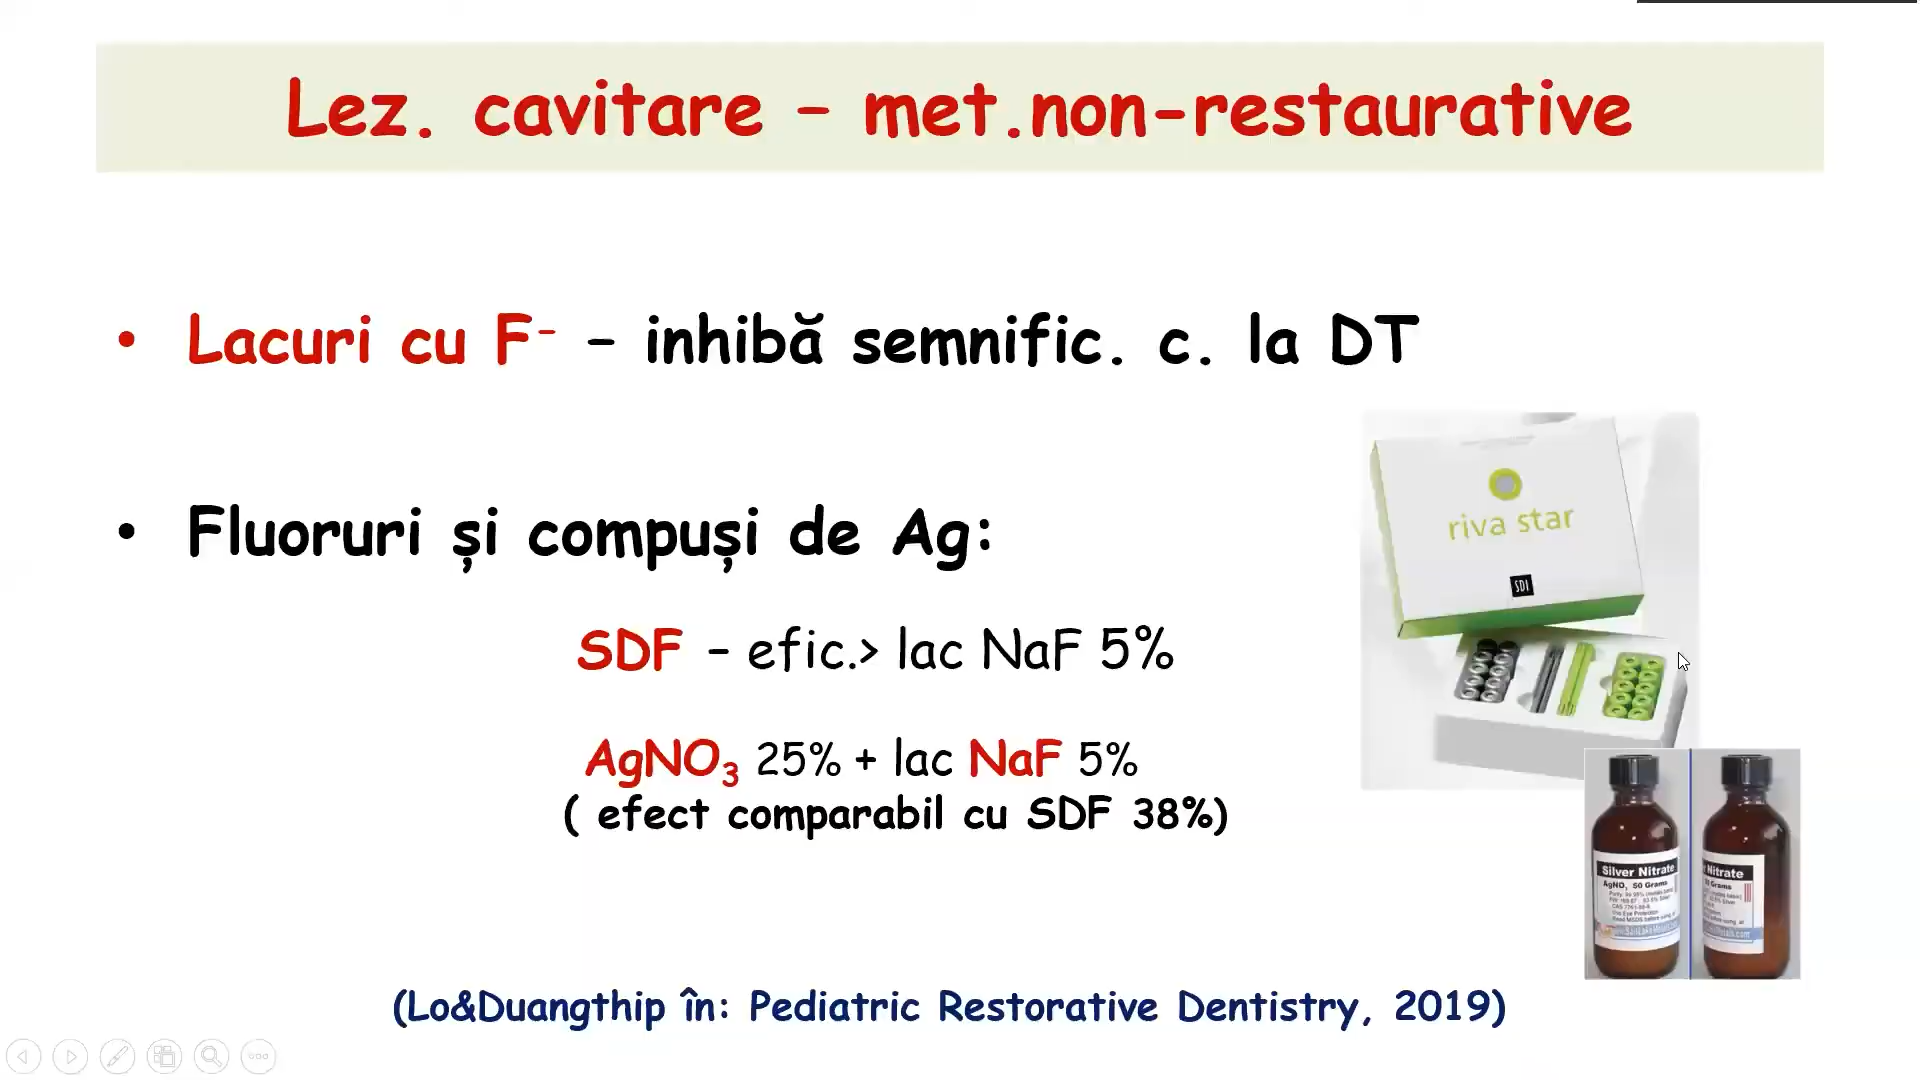 Lez. cavitare – met.non-restaurative
• Lacuri cu F⁻ – inhibă semnific. c. la DT
• Fluoruri și compuși de Ag:
SDF – efic.> lac NaF 5%
AgNO₃ 25% + lac NaF 5%
( efect comparabil cu SDF 38%)
riva star
SDI
Silver Nitrate
AgNO₃ 50 Grams
Nitrate
Grams
(Lo&Duangthip în: Pediatric Restorative Dentistry, 2019)